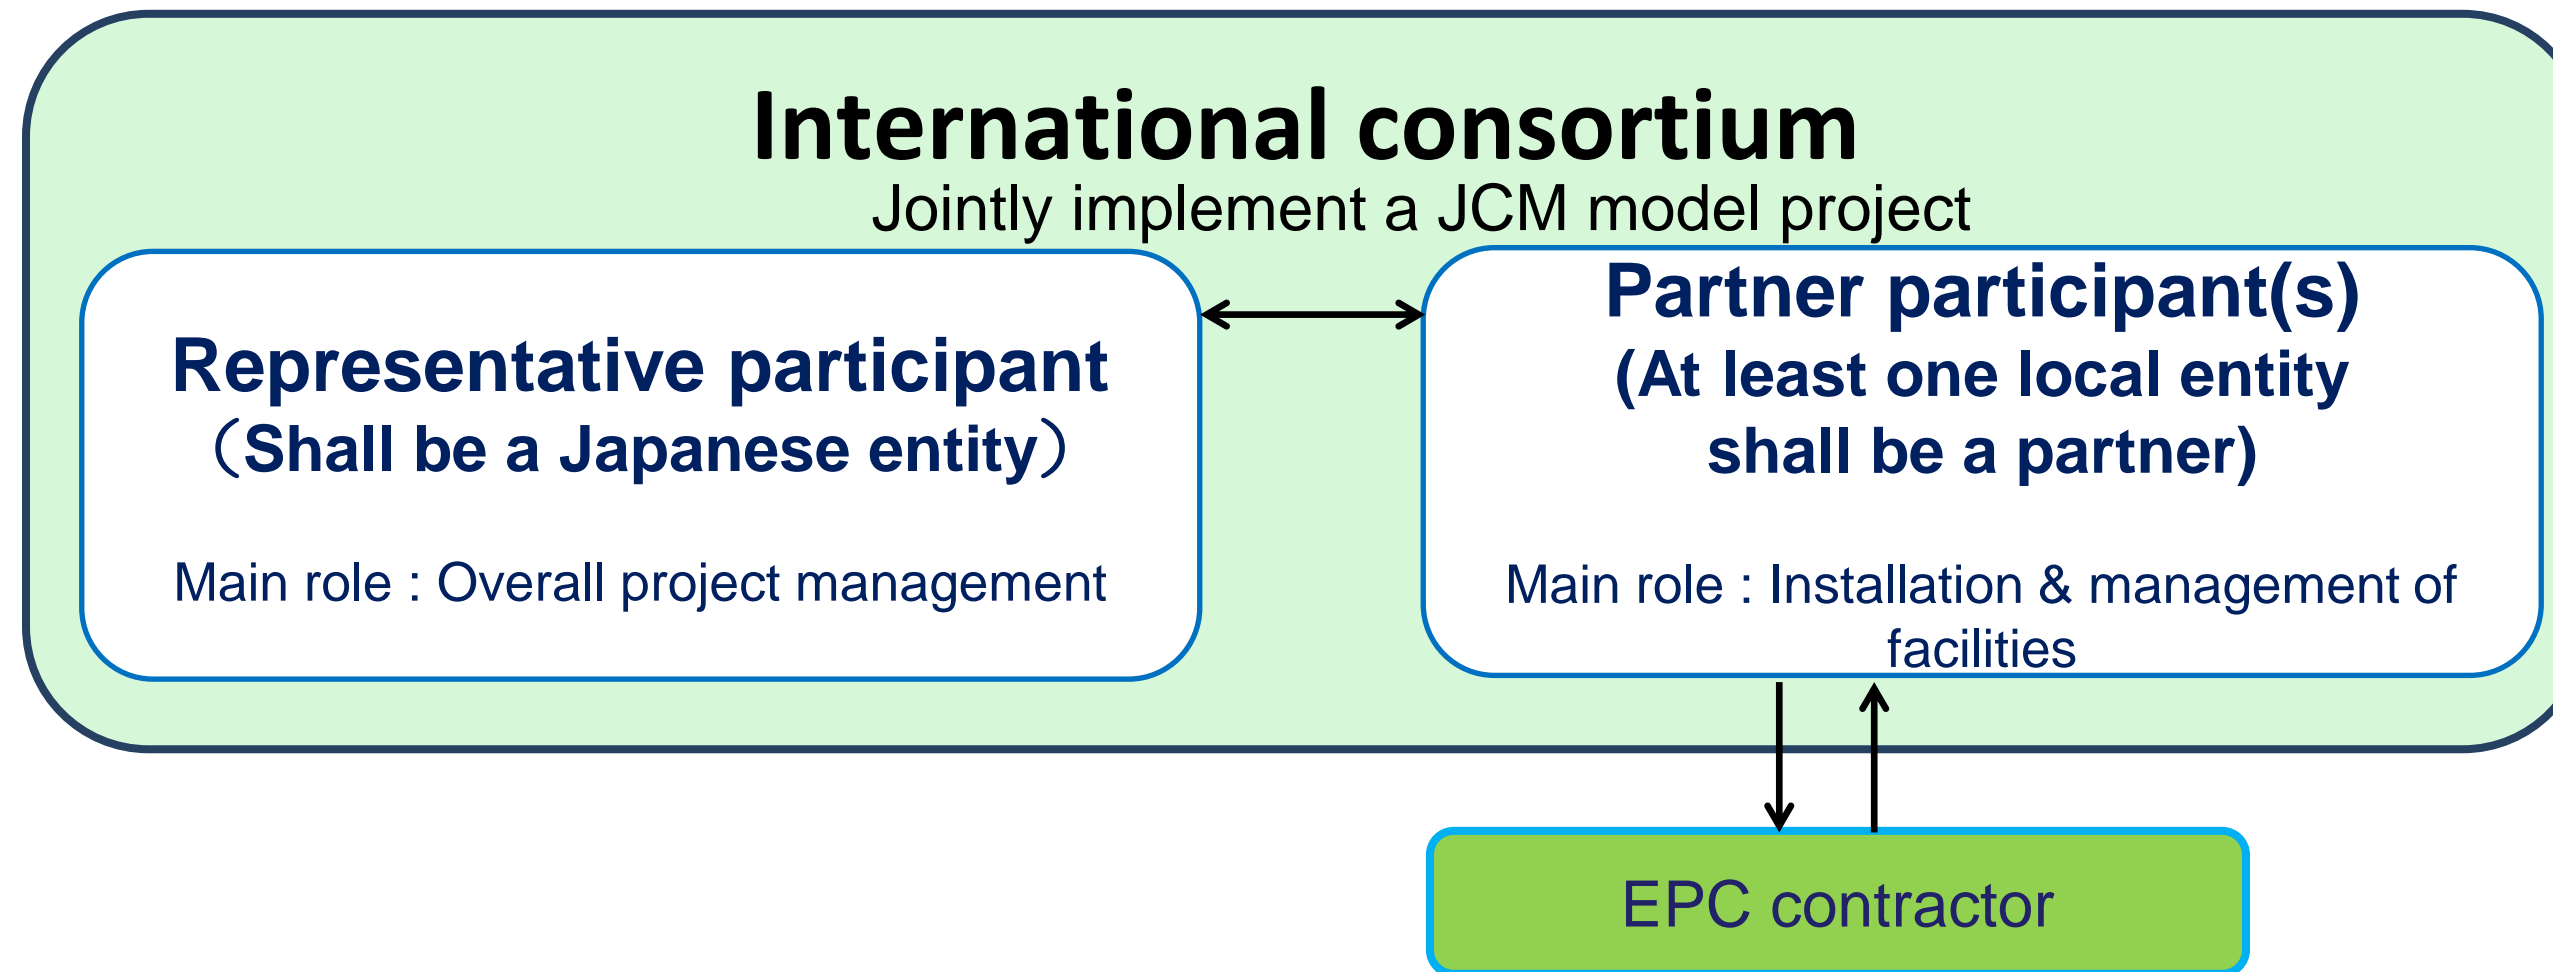 International consortium
Jointly implement a JCM model project
Representative participant
（Shall be a Japanese entity）
Main role : Overall project management
Partner participant(s)
(At least one local entity
shall be a partner)
Main role : Installation & management of
facilities
EPC contractor